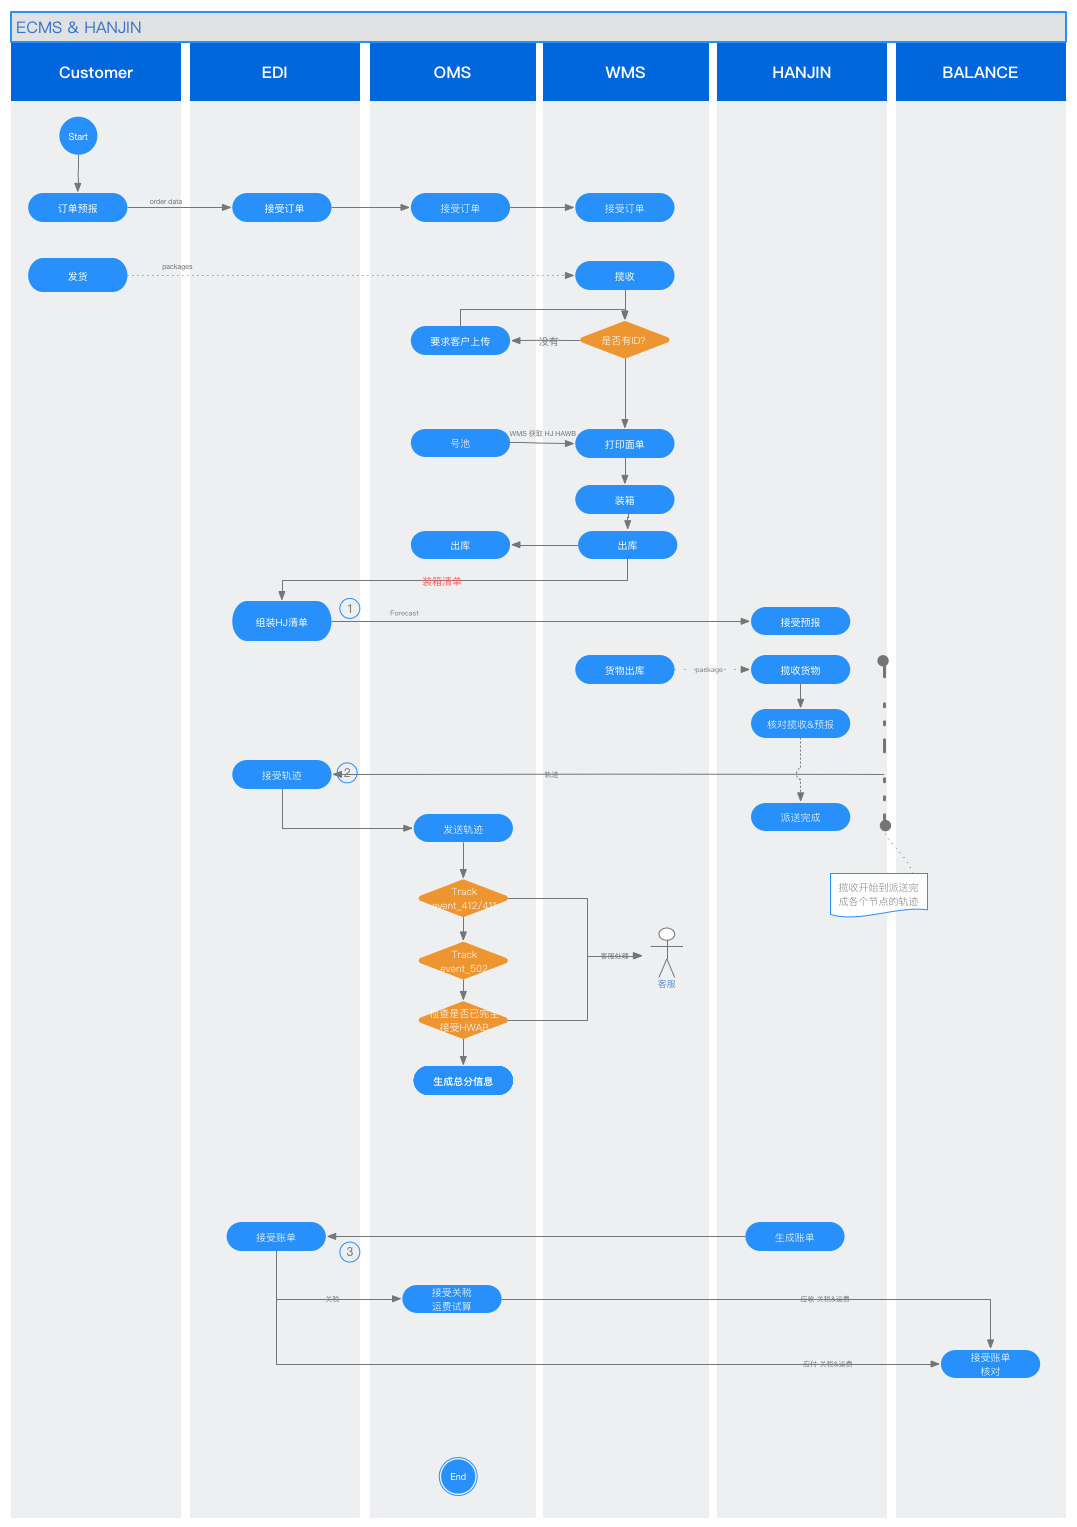 ECMS & HANJIN
Customer
EDI
OMS
WMS
HANJIN
BALANCE
Start
订单预报
order data
接受订单
接受订单
接受订单
发货
packages
揽收
要求客户上传
没有
是否有ID?
号池
WMS 获取 HJ HAWB
打印面单
装箱
出库
出库
装箱清单
组装HJ清单
1
Forecast
接受预报
货物出库
package
揽收货物
核对揽收&预报
接受轨迹
2
轨迹
派送完成
发送轨迹
揽收开始到派送完
成各个节点的轨迹
Track
event_412/411
Track
event_502
客服处理
客服
检查是否已完全
接受HWAB
生成总分信息
接受账单
3
生成账单
关税
接受关税
运费试算
应收-关税&运费
应付-关税&运费
接受账单
核对
End